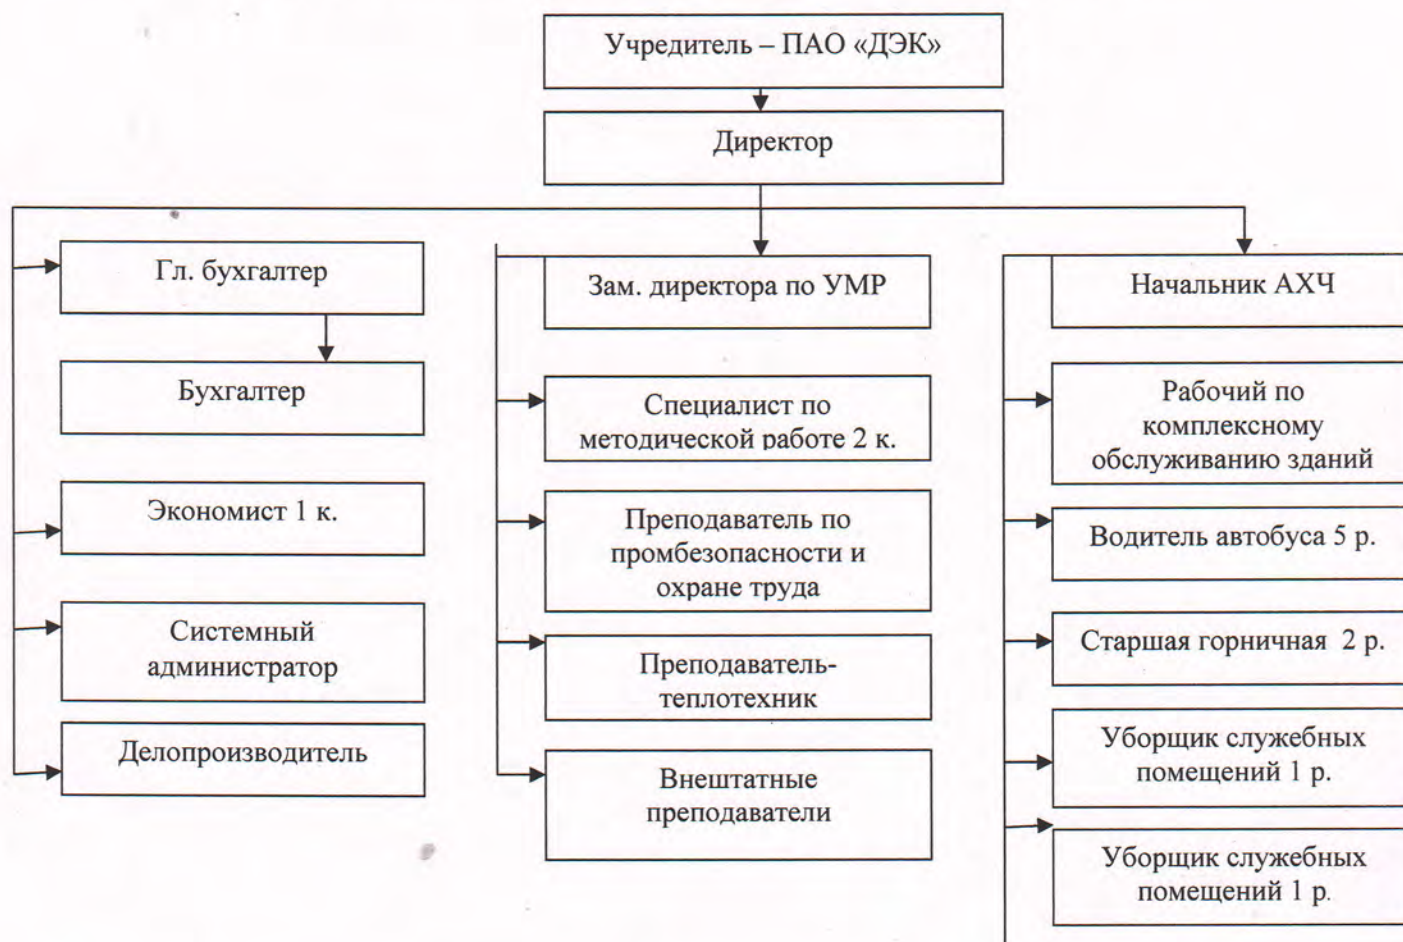 Учредитель – ПАО «ДЭК»
Директор
Гл. бухгалтер
Бухгалтер
Экономист 1 к.
Системный
администратор
Делопроизводитель
Зам. директора по УМР
Специалист по
методической работе 2 к.
Преподаватель по
промбезопасности и
охране труда
Преподаватель-
теплотехник
Внештатные
преподаватели
Начальник АХЧ
Рабочий по
комплексному
обслуживанию зданий
Водитель автобуса 5 р.
Старшая горничная 2 р.
Уборщик служебных
помещений 1 р.
Уборщик служебных
помещений 1 р.